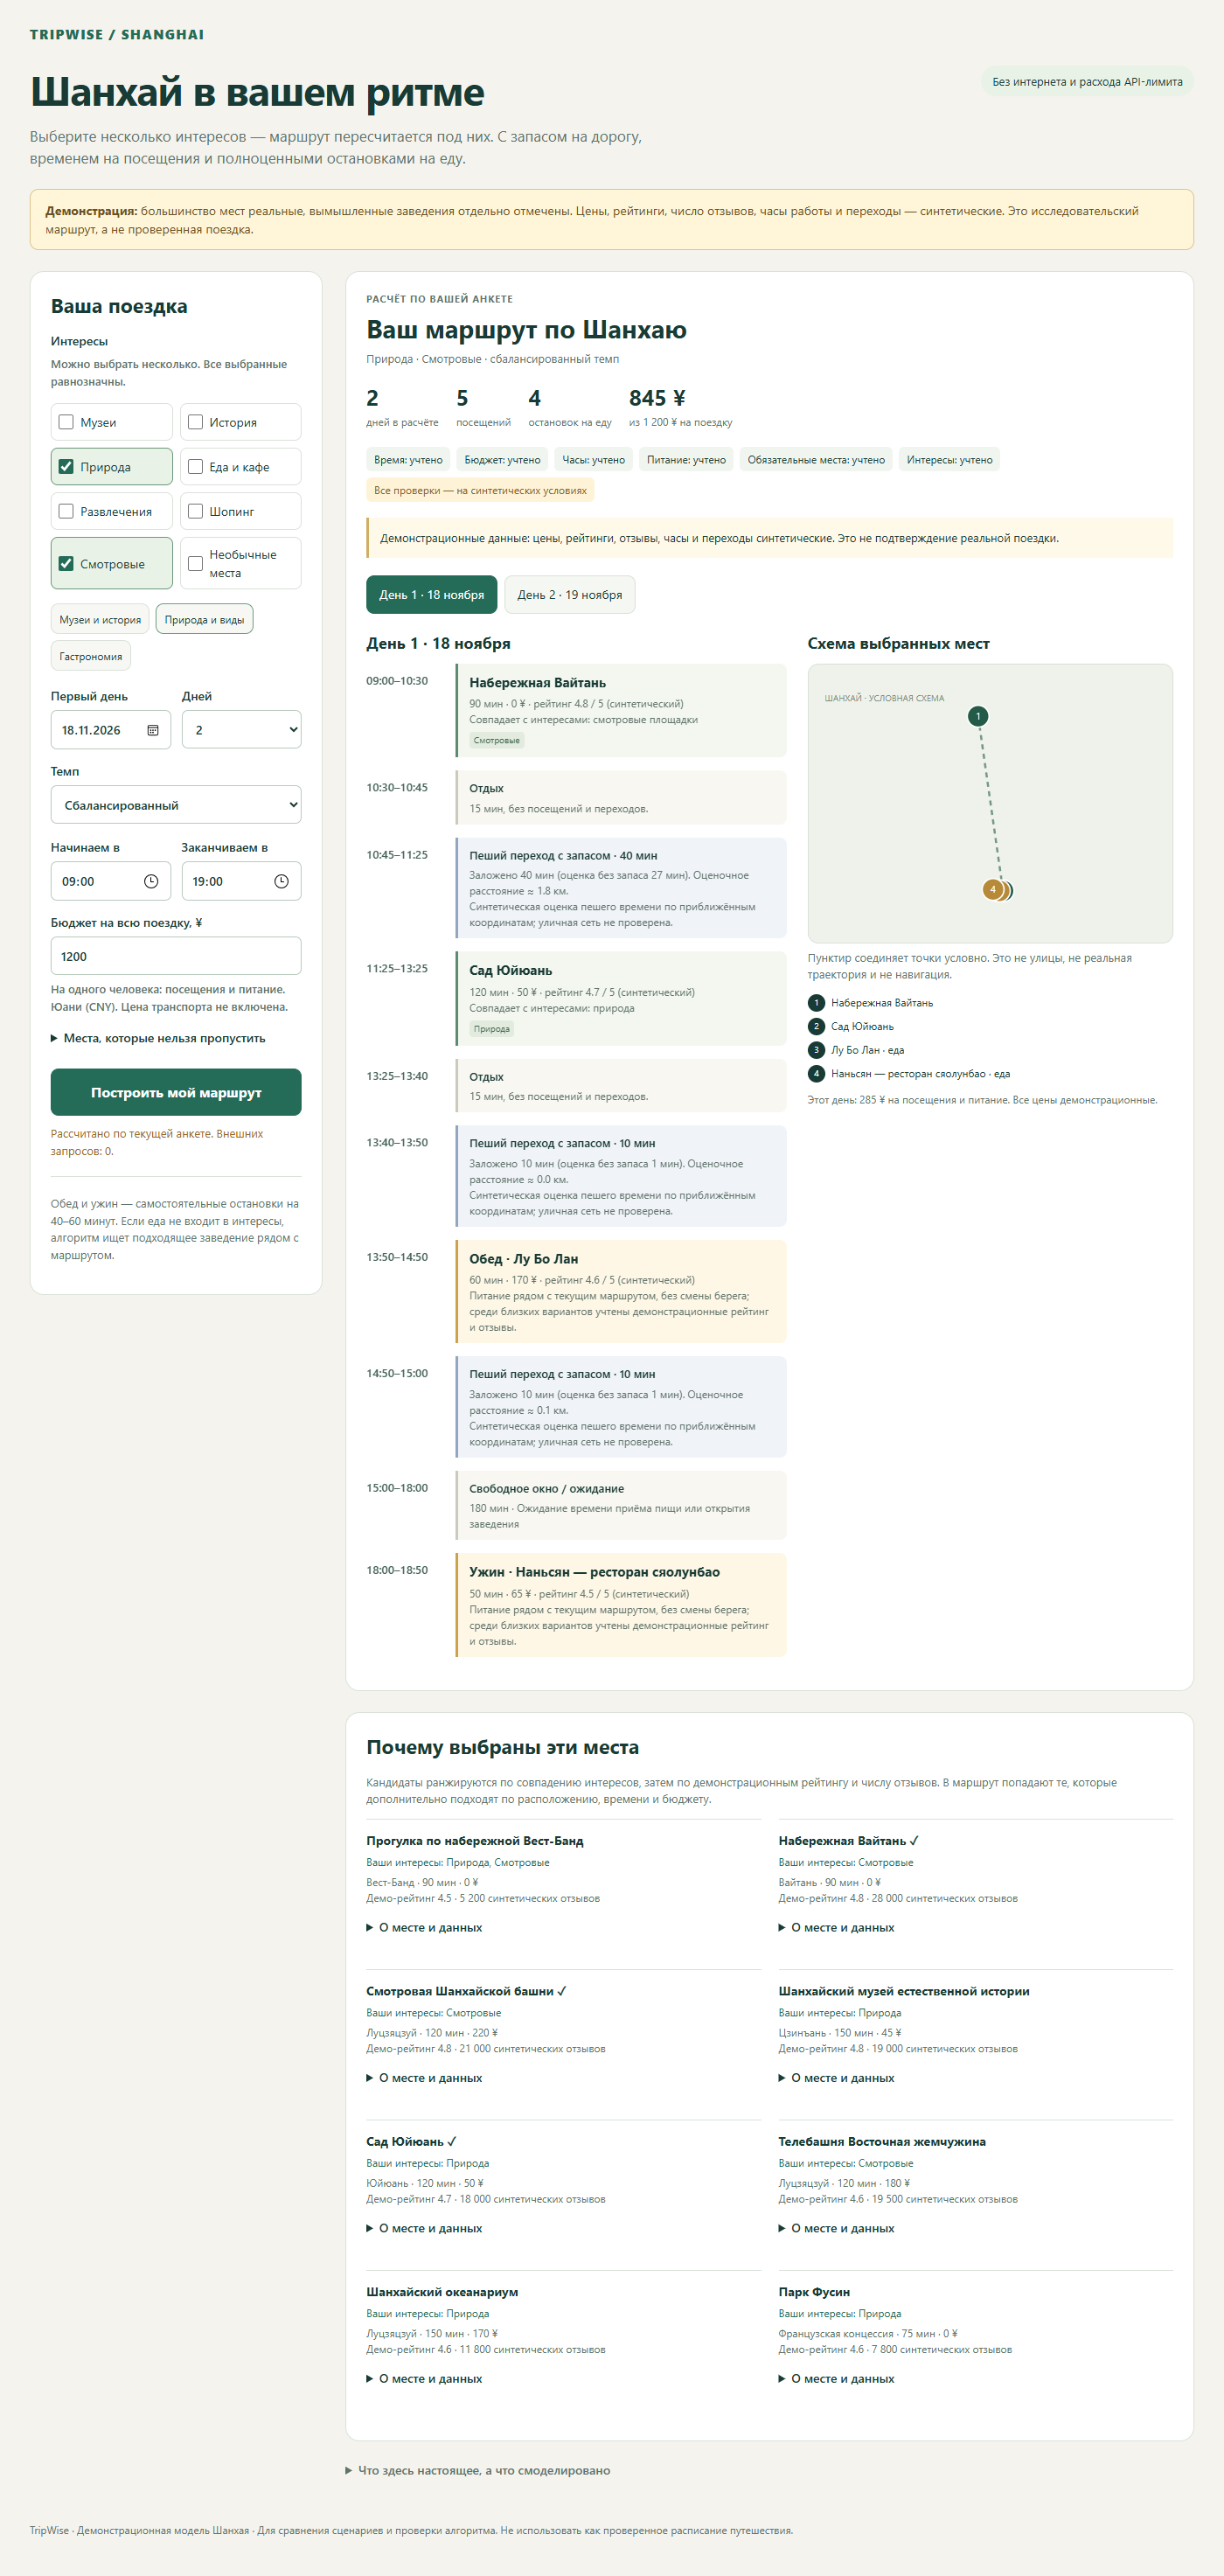 TRIPWISE / SHANGHAI
Шанхай в вашем ритме
Без интернета и расхода API-лимита
Выберите несколько интересов — маршрут пересчитается под них. С запасом на дорогу,
временем на посещения и полноценными остановками на еду.
Демонстрация: большинство мест реальные, вымышленные заведения отдельно отмечены. Цены, рейтинги, число отзывов, часы работы и переходы — синтетические. Это исследовательский
маршрут, а не проверенная поездка.
Ваша поездка
Интересы
Можно выбрать несколько. Все выбранные
равнозначны.
Музеи
История
Природа
Еда и кафе
Развлечения
Шопинг
Смотровые
Необычные
места
Музеи и история
Природа и виды
Гастрономия
Первый день
Дней
18.11.2026
2
Темп
Сбалансированный
Начинаем в
Заканчиваем в
09:00
19:00
Бюджет на всю поездку, ¥
1200
На одного человека: посещения и питание.
Юани (CNY). Цена транспорта не включена.
Места, которые нельзя пропустить
Построить мой маршрут
Рассчитано по текущей анкете. Внешних
запросов: 0.
Обед и ужин — самостоятельные остановки на
40–60 минут. Если еда не входит в интересы,
алгоритм ищет подходящее заведение рядом с
маршрутом.
РАСЧЁТ ПО ВАШЕЙ АНКЕТЕ
Ваш маршрут по Шанхаю
Природа · Смотровые · сбалансированный темп
2
дней в расчёте
5
посещений
4
остановок на еду
845 ¥
из 1 200 ¥ на поездку
Время: учтено
Бюджет: учтено
Часы: учтено
Питание: учтено
Обязательные места: учтено
Интересы: учтено
Все проверки — на синтетических условиях
Демонстрационные данные: цены, рейтинги, отзывы, часы и переходы синтетические. Это не подтверждение реальной поездки.
День 1 · 18 ноября
День 2 · 19 ноября
День 1 · 18 ноября
09:00–10:30
Набережная Вайтань
90 мин · 0 ¥ · рейтинг 4.8 / 5 (синтетический)
Совпадает с интересами: смотровые площадки
Смотровые
10:30–10:45
Отдых
15 мин, без посещений и переходов.
10:45–11:25
Пеший переход с запасом · 40 мин
Заложено 40 мин (оценка без запаса 27 мин). Оценочное
расстояние ≈ 1.8 км.
Синтетическая оценка пешего времени по приближённым
координатам; уличная сеть не проверена.
11:25–13:25
Сад Юйюань
120 мин · 50 ¥ · рейтинг 4.7 / 5 (синтетический)
Совпадает с интересами: природа
Природа
13:25–13:40
Отдых
15 мин, без посещений и переходов.
13:40–13:50
Пеший переход с запасом · 10 мин
Заложено 10 мин (оценка без запаса 1 мин). Оценочное
расстояние ≈ 0.0 км.
Синтетическая оценка пешего времени по приближённым
координатам; уличная сеть не проверена.
13:50–14:50
Обед · Лу Бо Лан
60 мин · 170 ¥ · рейтинг 4.6 / 5 (синтетический)
Питание рядом с текущим маршрутом, без смены берега;
среди близких вариантов учтены демонстрационные рейтинг
и отзывы.
14:50–15:00
Пеший переход с запасом · 10 мин
Заложено 10 мин (оценка без запаса 1 мин). Оценочное
расстояние ≈ 0.1 км.
Синтетическая оценка пешего времени по приближённым
координатам; уличная сеть не проверена.
15:00–18:00
Свободное окно / ожидание
180 мин · Ожидание времени приёма пищи или открытия
заведения
18:00–18:50
Ужин · Наньсян — ресторан сяолунбао
50 мин · 65 ¥ · рейтинг 4.5 / 5 (синтетический)
Питание рядом с текущим маршрутом, без смены берега;
среди близких вариантов учтены демонстрационные рейтинг
и отзывы.
Схема выбранных мест
ШАНХАЙ · УСЛОВНАЯ СХЕМА
1
4
Пунктир соединяет точки условно. Это не улицы, не реальная
траектория и не навигация.
1 Набережная Вайтань
2 Сад Юйюань
3 Лу Бо Лан · еда
4 Наньсян — ресторан сяолунбао · еда
Этот день: 285 ¥ на посещения и питание. Все цены демонстрационные.
Почему выбраны эти места
Кандидаты ранжируются по совпадению интересов, затем по демонстрационным рейтингу и числу отзывов. В маршрут попадают те, которые
дополнительно подходят по расположению, времени и бюджету.
Прогулка по набережной Вест-Банд
Ваши интересы: Природа, Смотровые
Вест-Банд · 90 мин · 0 ¥
Демо-рейтинг 4.5 · 5 200 синтетических отзывов
О месте и данных
Набережная Вайтань ✓
Ваши интересы: Смотровые
Вайтань · 90 мин · 0 ¥
Демо-рейтинг 4.8 · 28 000 синтетических отзывов
О месте и данных
Смотровая Шанхайской башни ✓
Ваши интересы: Смотровые
Луцзяцзуй · 120 мин · 220 ¥
Демо-рейтинг 4.8 · 21 000 синтетических отзывов
О месте и данных
Шанхайский музей естественной истории
Ваши интересы: Природа
Цзинъань · 150 мин · 45 ¥
Демо-рейтинг 4.8 · 19 000 синтетических отзывов
О месте и данных
Сад Юйюань ✓
Ваши интересы: Природа
Юйюань · 120 мин · 50 ¥
Демо-рейтинг 4.7 · 18 000 синтетических отзывов
О месте и данных
Телебашня Восточная жемчужина
Ваши интересы: Смотровые
Луцзяцзуй · 120 мин · 180 ¥
Демо-рейтинг 4.6 · 19 500 синтетических отзывов
О месте и данных
Шанхайский океанариум
Ваши интересы: Природа
Луцзяцзуй · 150 мин · 170 ¥
Демо-рейтинг 4.6 · 11 800 синтетических отзывов
О месте и данных
Парк Фусин
Ваши интересы: Природа
Французская концессия · 75 мин · 0 ¥
Демо-рейтинг 4.6 · 7 800 синтетических отзывов
О месте и данных
Что здесь настоящее, а что смоделировано
TripWise · Демонстрационная модель Шанхая · Для сравнения сценариев и проверки алгоритма. Не использовать как проверенное расписание путешествия.